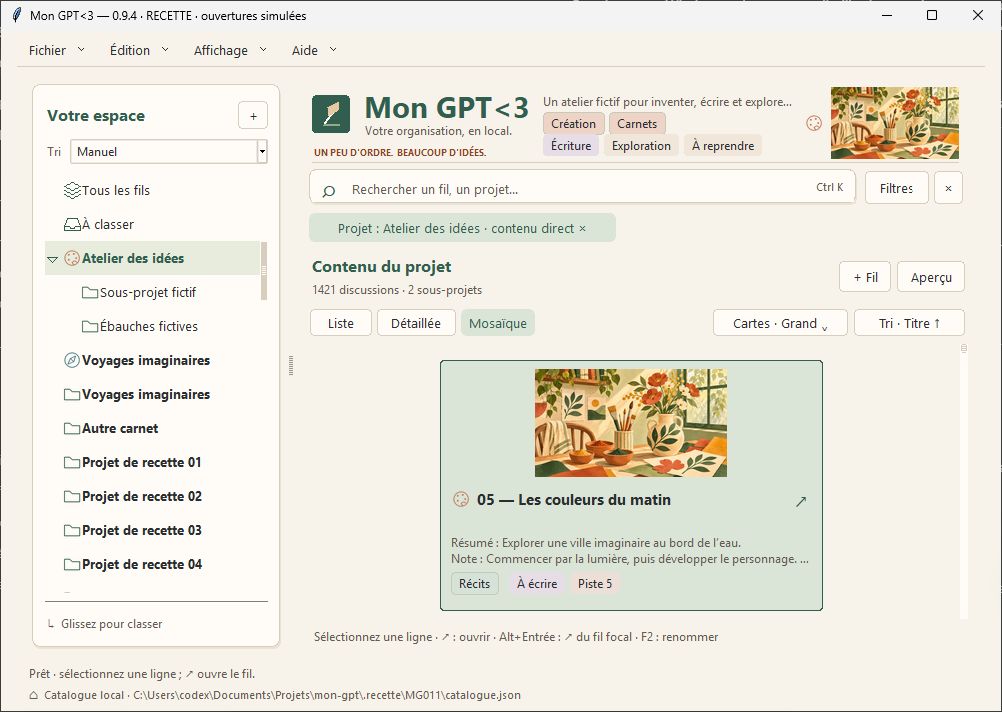 Mon GPT<3 — 0.9.4 · RECETTE · ouvertures simulées
Fichier Édition Affichage Aide
Votre espace +
Tri Manuel
Tous les fils
À classer
Atelier des idées
Sous-projet fictif
Ébauches fictives
Voyages imaginaires
Voyages imaginaires
Autre carnet
Projet de recette 01
Projet de recette 02
Projet de recette 03
Projet de recette 04
Glissez pour classer
Mon GPT<3
Votre organisation, en local.
UN PEU D'ORDRE. BEAUCOUP D'IDÉES.
Un atelier fictif pour inventer, écrire et explore...
Création Carnets
Écriture Exploration À reprendre
Rechercher un fil, un projet... Ctrl K Filtres ×
Projet : Atelier des idées · contenu direct ×
Contenu du projet
1421 discussions · 2 sous-projets
+ Fil Aperçu
Liste Détaillée Mosaïque Cartes · Grand Tri · Titre ↑
05 — Les couleurs du matin ↗
Résumé : Explorer une ville imaginaire au bord de l'eau.
Note : Commencer par la lumière, puis développer le personnage. ...
Récits À écrire Piste 5
Sélectionnez une ligne · ↗ : ouvrir · Alt+Entrée : ↗ du fil focal · F2 : renommer
Prêt · sélectionnez une ligne ; ↗ ouvre le fil.
Catalogue local · C:\Users\codex\Documents\Projets\mon-gpt\.recette\MG011\catalogue.json